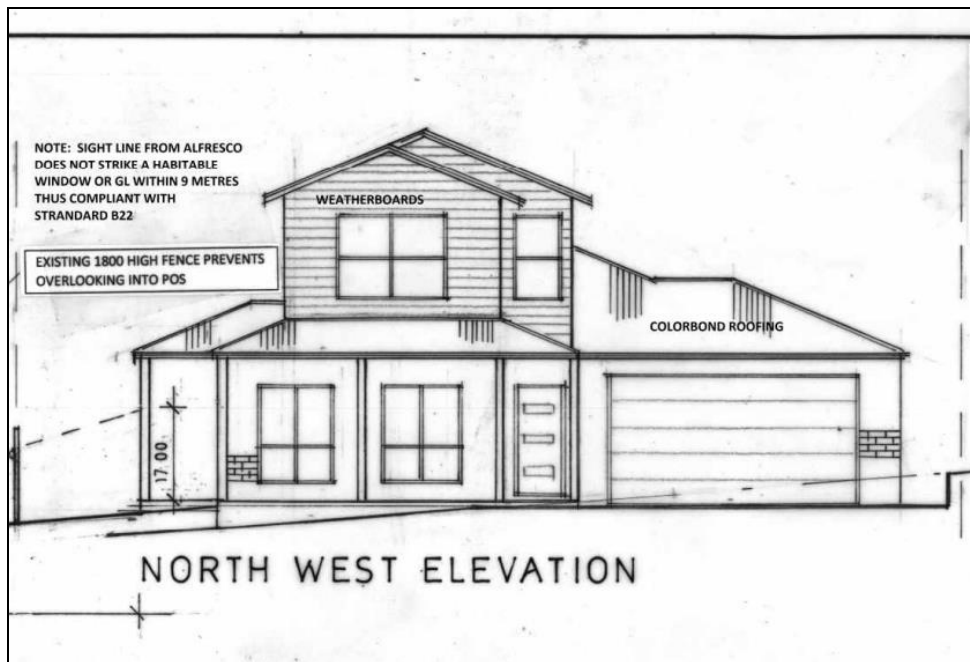 NOTE: SIGHT LINE FROM ALFRESCO
DOES NOT STRIKE A HABITABLE
WINDOW OR GL WITHIN 9 METRES
THUS COMPLIANT WITH
STRANDARD B22
EXISTING 1800 HIGH FENCE PREVENTS
OVERLOOKING INTO POS
WEATHERBOARDS
COLORBOND ROOFING
17 00
NORTH WEST ELEVATION